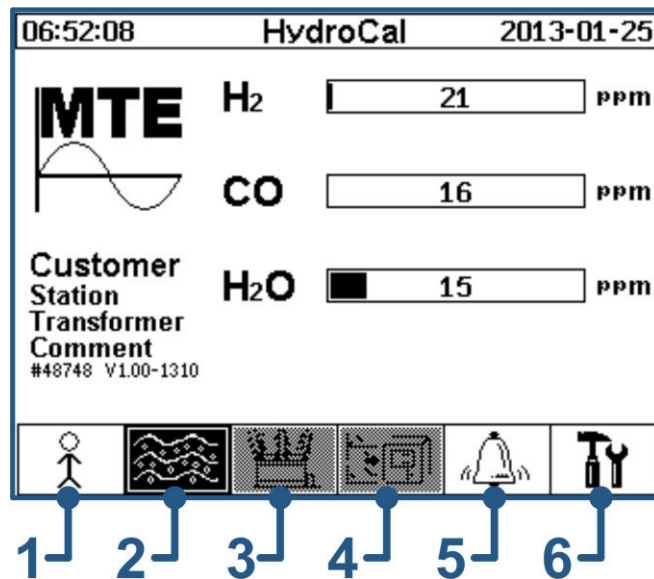 06:52:08 HydroCal 2013-01-25
MTE
H₂ 21 ppm
CO 16 ppm
H₂O 15 ppm
Customer
Station
Transformer
Comment
#48748 V1.00-1310
1 2 3 4 5 6